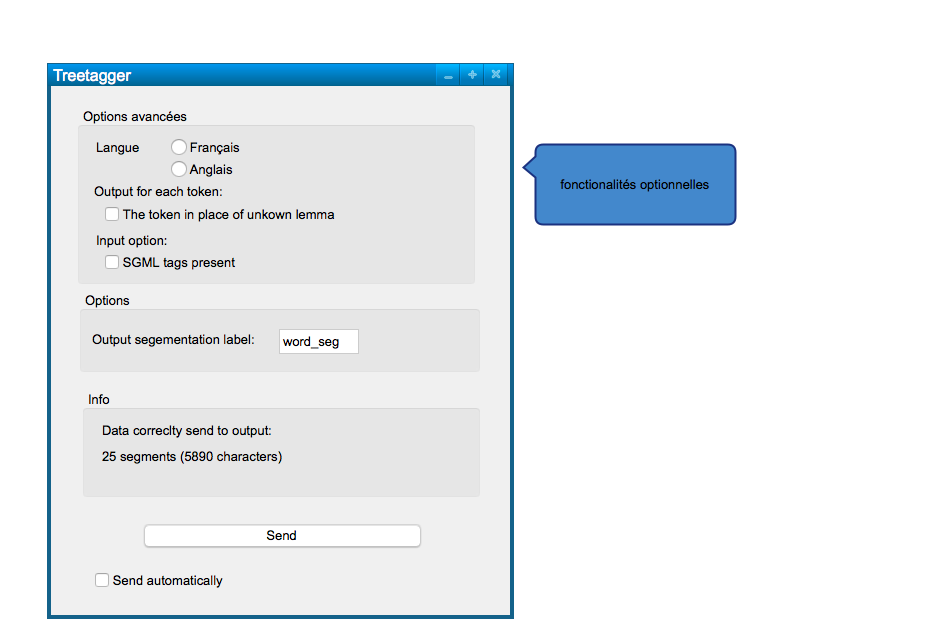 Treetagger
Options avancées
Langue
Français
Anglais
Output for each token:
The token in place of unkown lemma
Input option:
SGML tags present
fonctionalités optionnelles
Options
Output segementation label:
word_seg
Info
Data correclty send to output:
25 segments (5890 characters)
Send
Send automatically